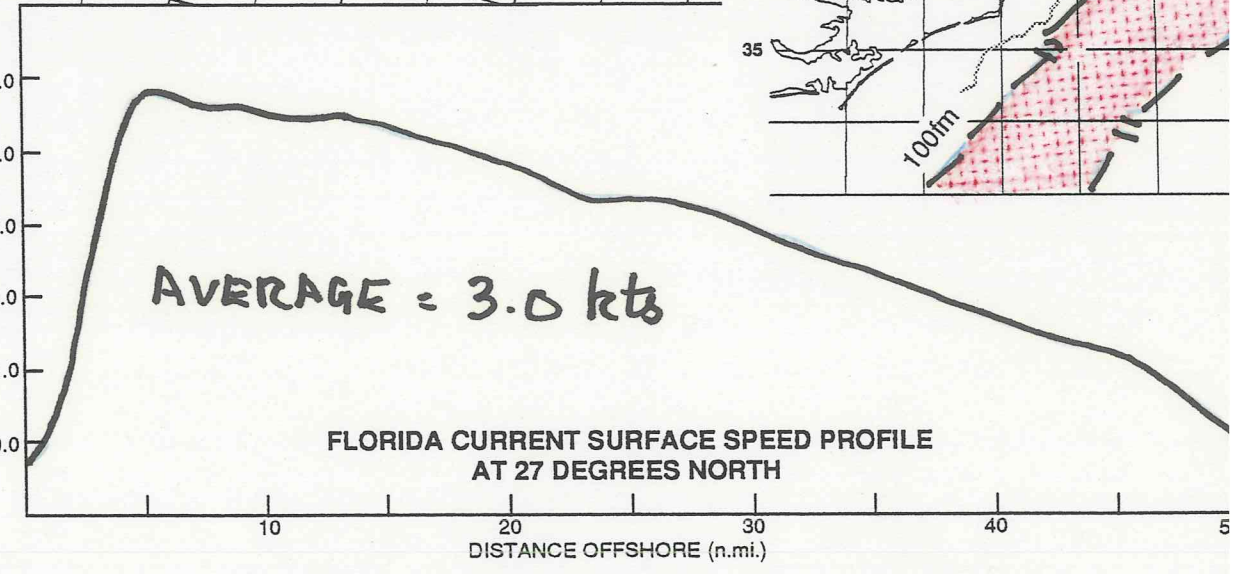 35
100fm
.0
.0
.0
.0
.0
0.0
AVERAGE = 3.0 kts
FLORIDA CURRENT SURFACE SPEED PROFILE
AT 27 DEGREES NORTH
10 20 30 40 5
DISTANCE OFFSHORE (n.mi.)